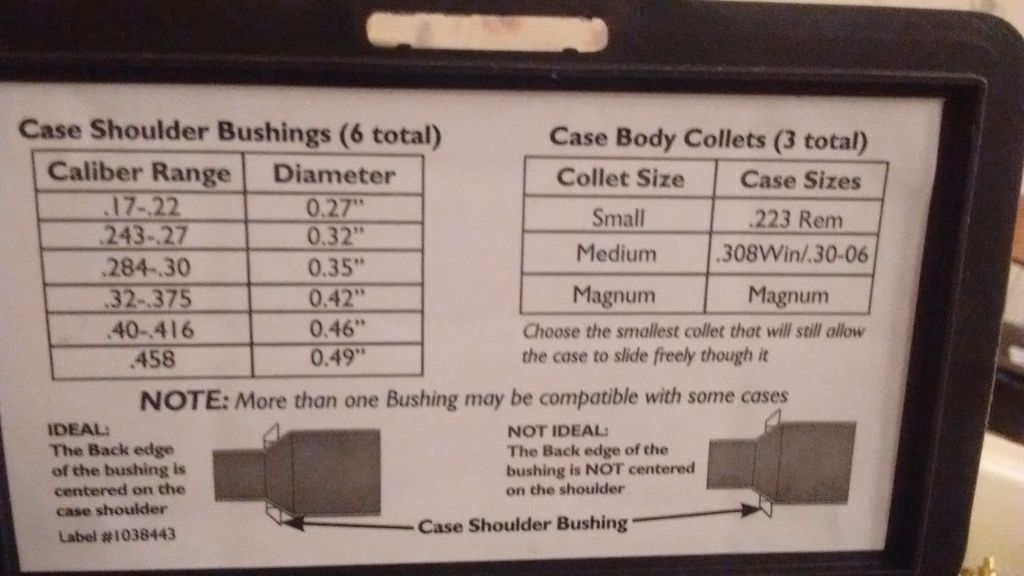 Case Shoulder Bushings (6 total)
Caliber Range Diameter
.17-.22 0.27"
.243-.27 0.32"
.284-.30 0.35"
.32-.375 0.42"
.40-.416 0.46"
.458 0.49"
Case Body Collets (3 total)
Collet Size Case Sizes
Small .223 Rem
Medium .308Win/.30-06
Magnum Magnum
Choose the smallest collet that will still allow
the case to slide freely though it
NOTE: More than one Bushing may be compatible with some cases
IDEAL:
The Back edge
of the bushing is
centered on the
case shoulder
Label #1038443
NOT IDEAL:
The Back edge of the
bushing is NOT centered
on the shoulder
Case Shoulder Bushing